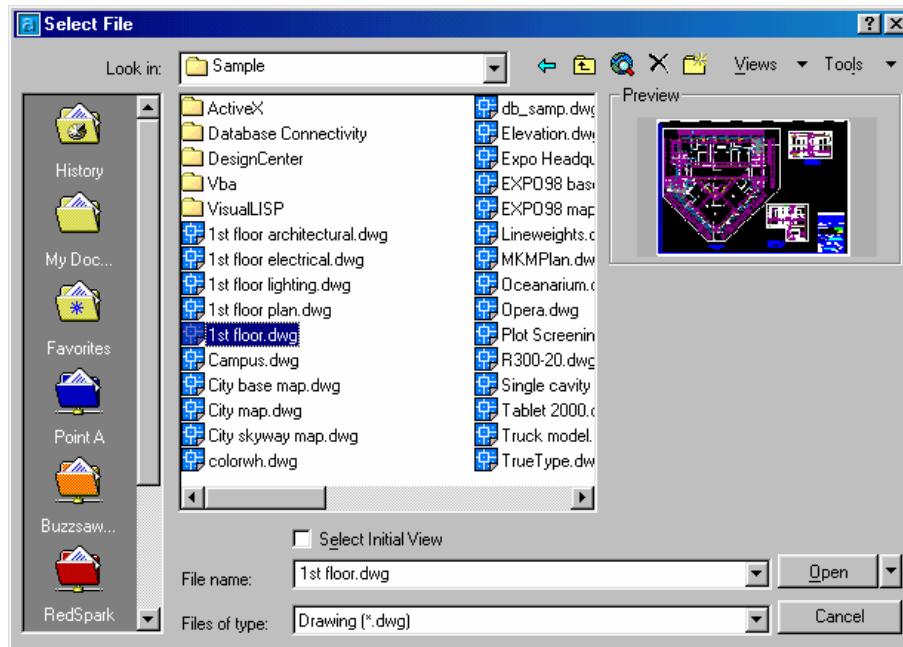 Select File
Look in:
Sample
Views
Tools
History
My Doc...
Favorites
Point A
Buzzsaw...
RedSpark
ActiveX
Database Connectivity
DesignCenter
Vba
VisualLISP
1st floor architectural.dwg
1st floor electrical.dwg
1st floor lighting.dwg
1st floor plan.dwg
1st floor.dwg
Campus.dwg
City base map.dwg
City map.dwg
City skyway map.dwg
colorwh.dwg
db_samp.dwg
Elevation.dw
Expo Headqu
EXPO98 bas
EXPO98 map
Lineweights.d
MKMPlan.dw
Oceanarium.
Opera.dwg
Plot Screenin
R300-20.dwg
Single cavity
Tablet 2000.
Truck model.
TrueType.dw
Preview
Select Initial View
File name:
1st floor.dwg
Open
Files of type:
Drawing (*.dwg)
Cancel